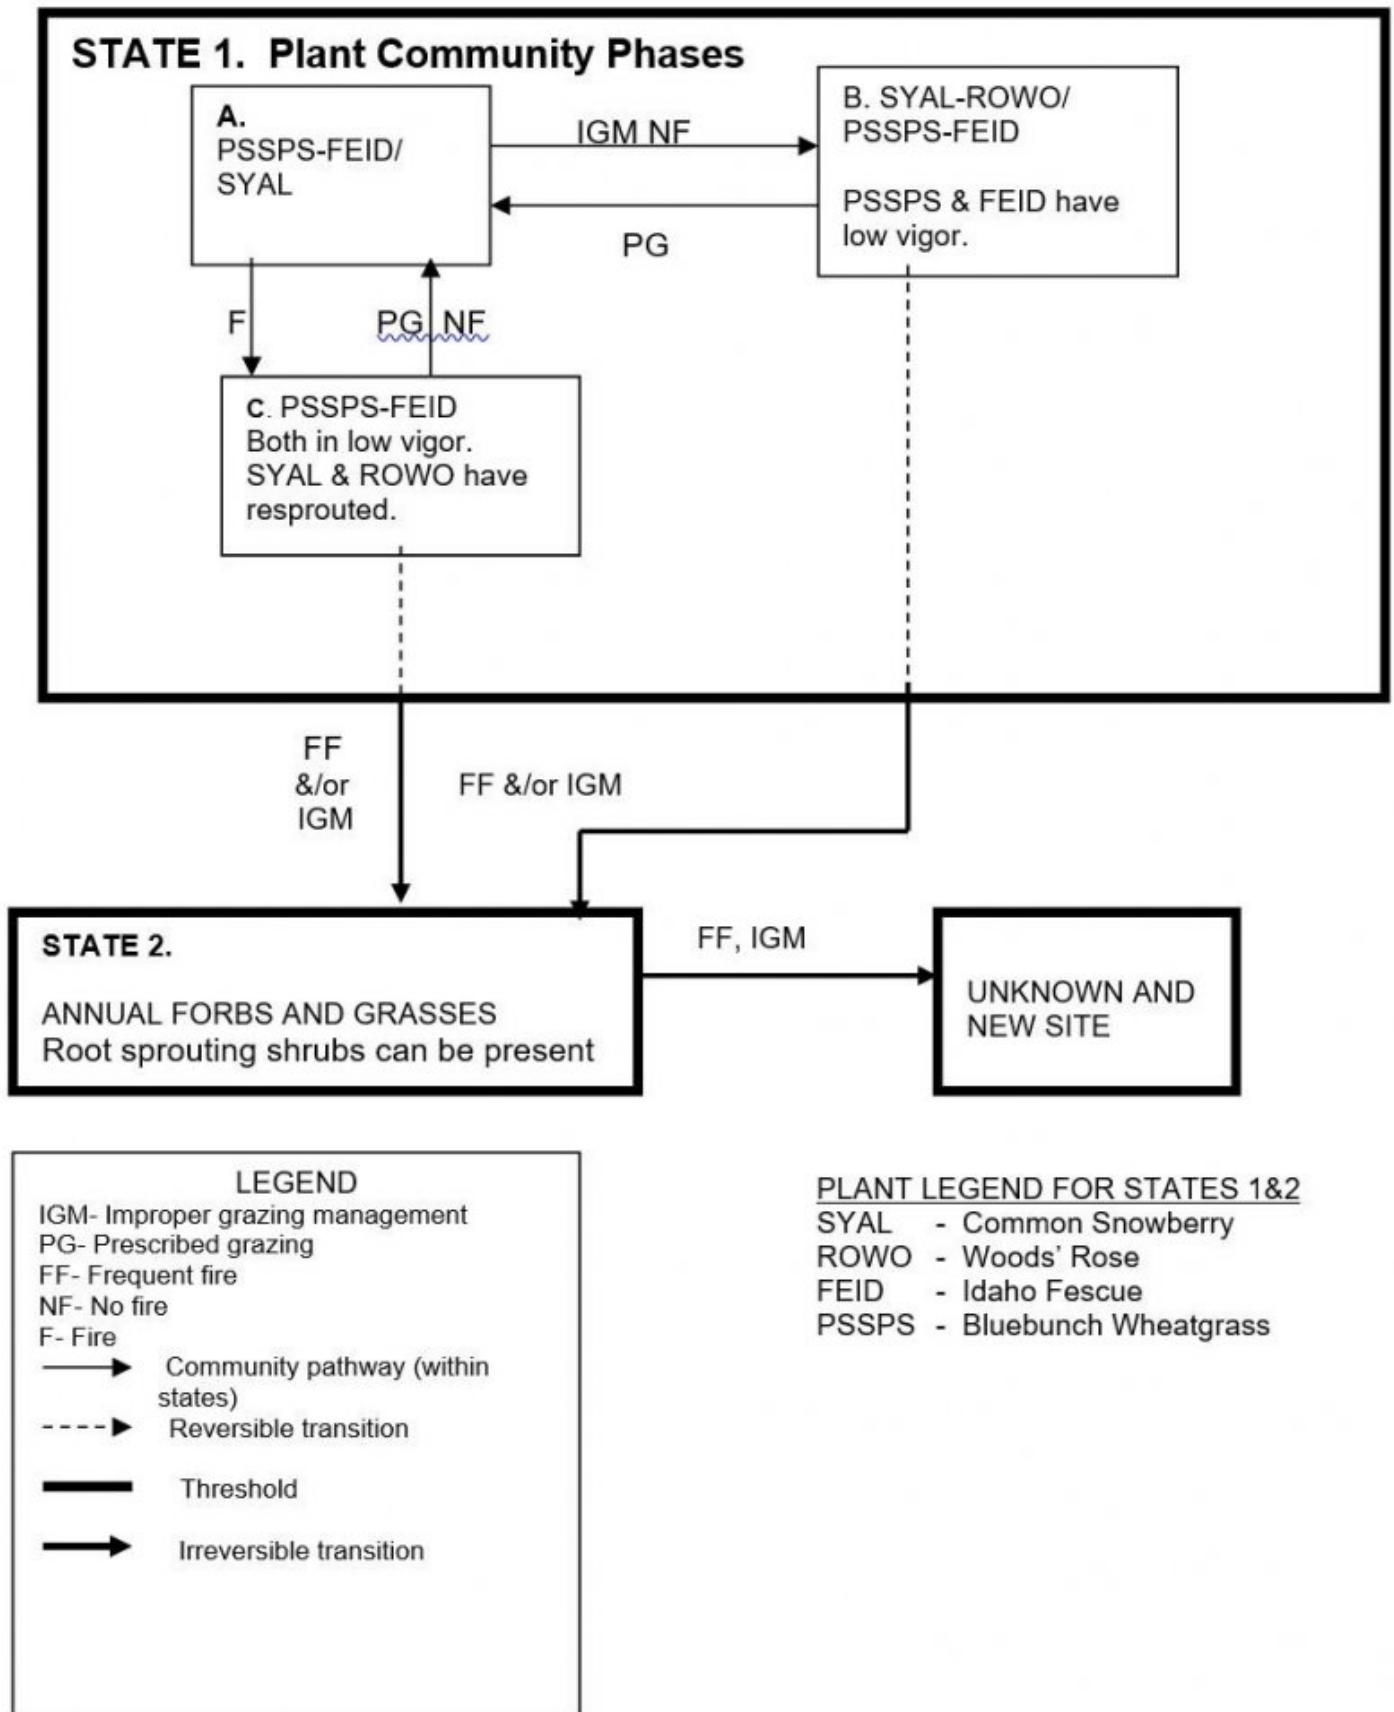 STATE 1.  Plant Community Phases
A.
PSSPS-FEID/
SYAL
IGM NF
B. SYAL-ROWO/
PSSPS-FEID
PSSPS & FEID have
low vigor.
PG
F
PG NF
C. PSSPS-FEID
Both in low vigor.
SYAL & ROWO have
resprouted.
FF
&/or
IGM
FF &/or IGM
STATE 2.
ANNUAL FORBS AND GRASSES
Root sprouting shrubs can be present
FF, IGM
UNKNOWN AND
NEW SITE
LEGEND
IGM- Improper grazing management
PG- Prescribed grazing
FF- Frequent fire
NF- No fire
F- Fire
Community pathway (within
states)
Reversible transition
Threshold
Irreversible transition
PLANT LEGEND FOR STATES 1&2
SYAL - Common Snowberry
ROWO - Woods’ Rose
FEID - Idaho Fescue
PSSPS - Bluebunch Wheatgrass